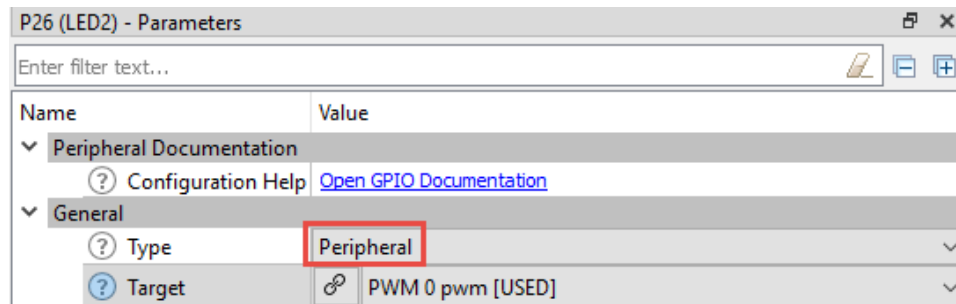 P26 (LED2) - Parameters
Enter filter text...
Name Value
Peripheral Documentation
Configuration Help Open GPIO Documentation
General
Type Peripheral
Target PWM 0 pwm [USED]